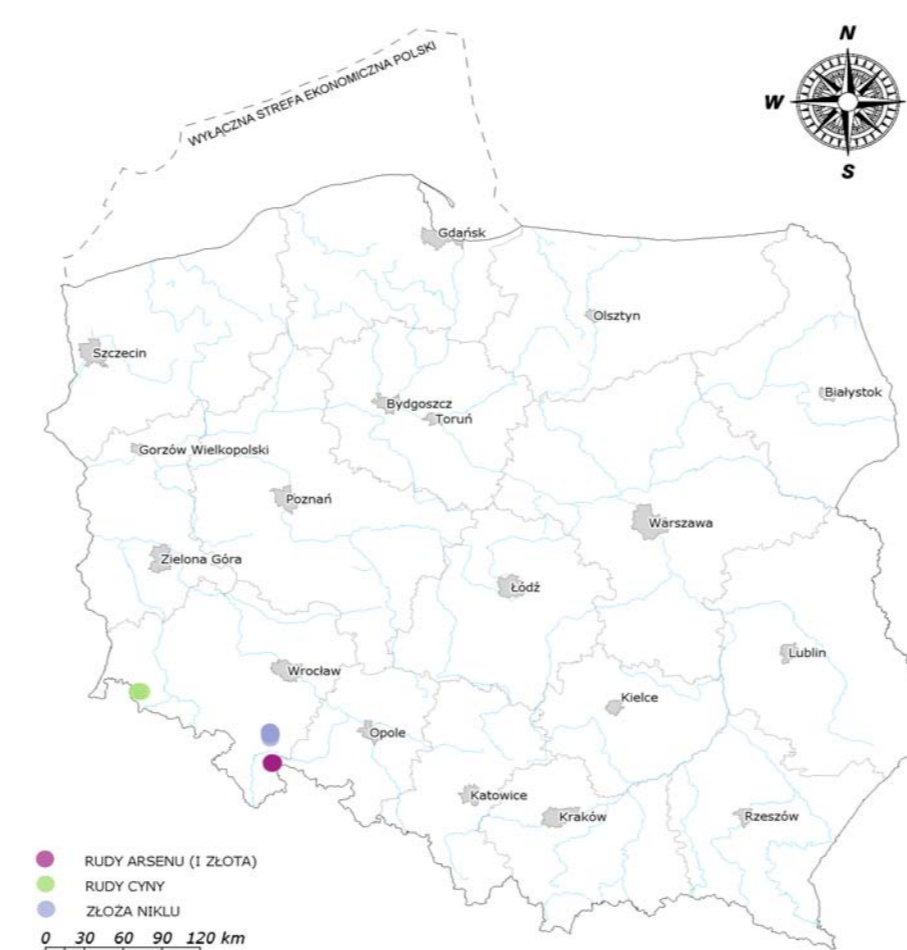 N
W
S
WYŁĄCZNA STREFA EKONOMICZNA POLSKI
Gdańsk
Olsztyn
Szczecin
Białystok
Bydgoszcz
Toruń
Gorzów Wielkopolski
Poznań
Warszawa
Zielona Góra
Łódź
Lublin
Wrocław
Kielce
Opole
Katowice
Kraków
Rzeszów
RUDY ARSENU (I ZŁOTA)
RUDY CYNY
ZŁOŻA NIKLU
0 30 60 90 120 km